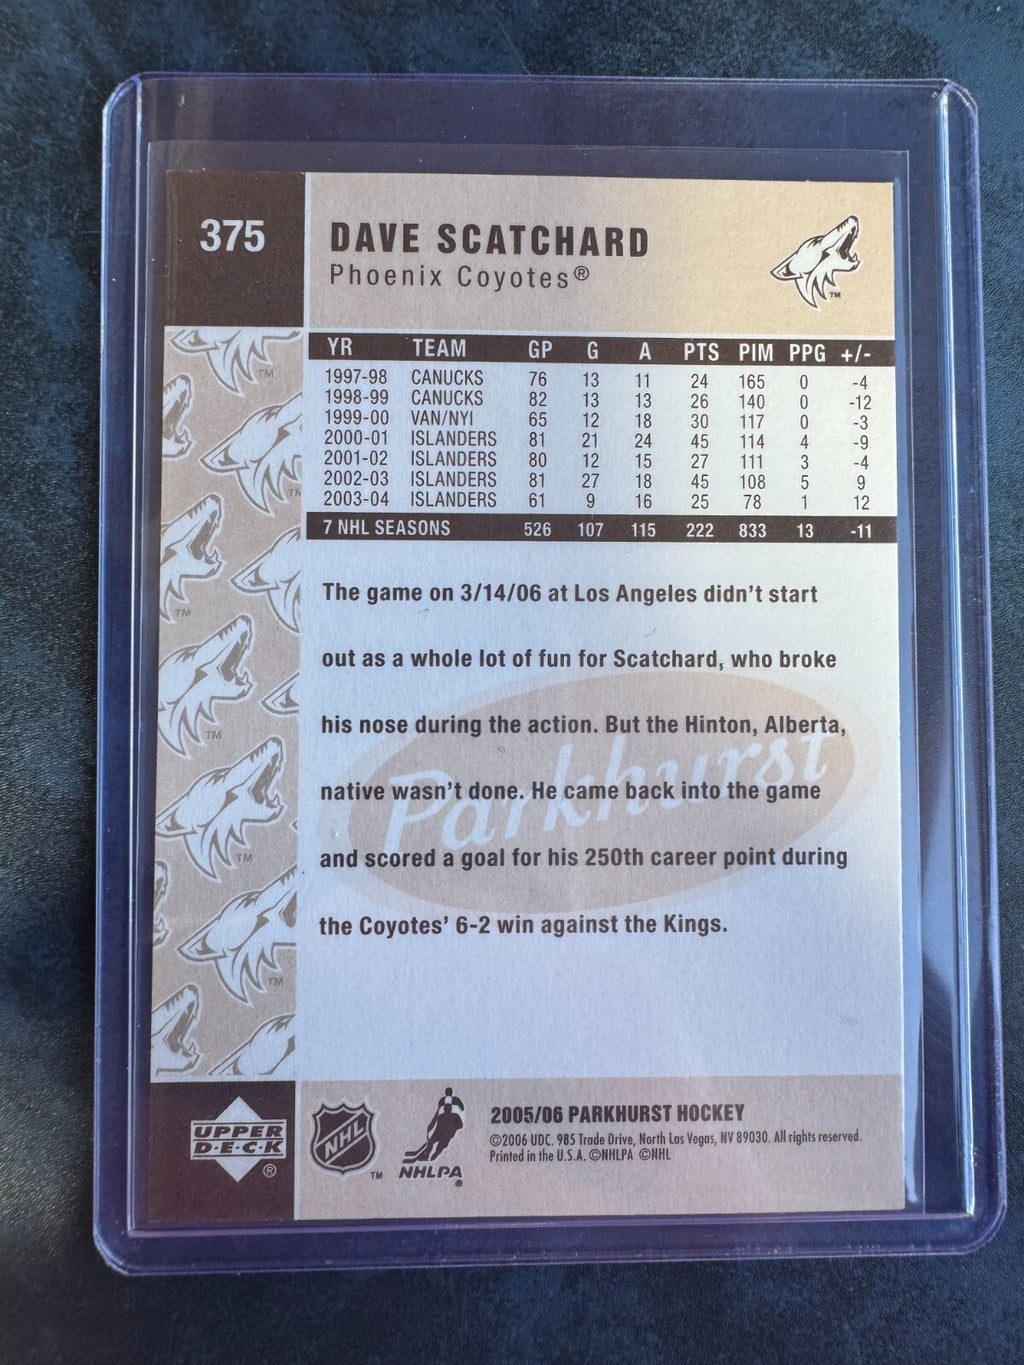 375
DAVE SCATCHARD
Phoenix Coyotes®
TM
YR TEAM GP G A PTS PIM PPG +/-
1997-98 CANUCKS 76 13 11 24 165 0 -4
1998-99 CANUCKS 82 13 13 26 140 0 -12
1999-00 VAN/NYI 65 12 18 30 117 0 -3
2000-01 ISLANDERS 81 21 24 45 114 4 -9
2001-02 ISLANDERS 80 12 15 27 111 3 -4
2002-03 ISLANDERS 81 27 18 45 108 5 9
2003-04 ISLANDERS 61 9 16 25 78 1 12
7 NHL SEASONS 526 107 115 222 833 13 -11
TM
TM
TM
TM
TM
TM
The game on 3/14/06 at Los Angeles didn't start
out as a whole lot of fun for Scatchard, who broke
his nose during the action. But the Hinton, Alberta,
native wasn't done. He came back into the game
and scored a goal for his 250th career point during
the Coyotes' 6-2 win against the Kings.
Parkhurst
UPPER
D·E·C·K
®
NHL
TM
NHLPA
®
2005/06 PARKHURST HOCKEY
©2006 UDC. 985 Trade Drive, North Las Vegas, NV 89030. All rights reserved.
Printed in the U.S.A. ©NHLPA ©NHL